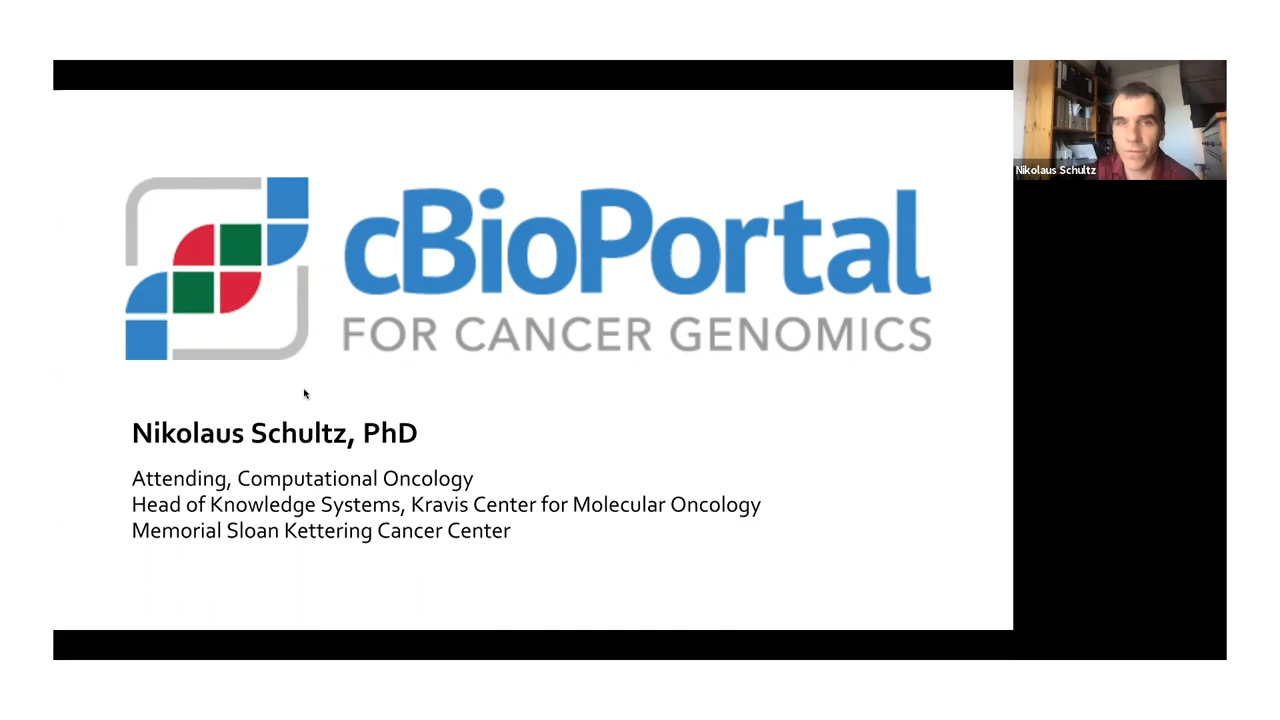 cBioPortal
FOR CANCER GENOMICS
Nikolaus Schultz, PhD
Attending, Computational Oncology
Head of Knowledge Systems, Kravis Center for Molecular Oncology
Memorial Sloan Kettering Cancer Center
Nikolaus Schultz